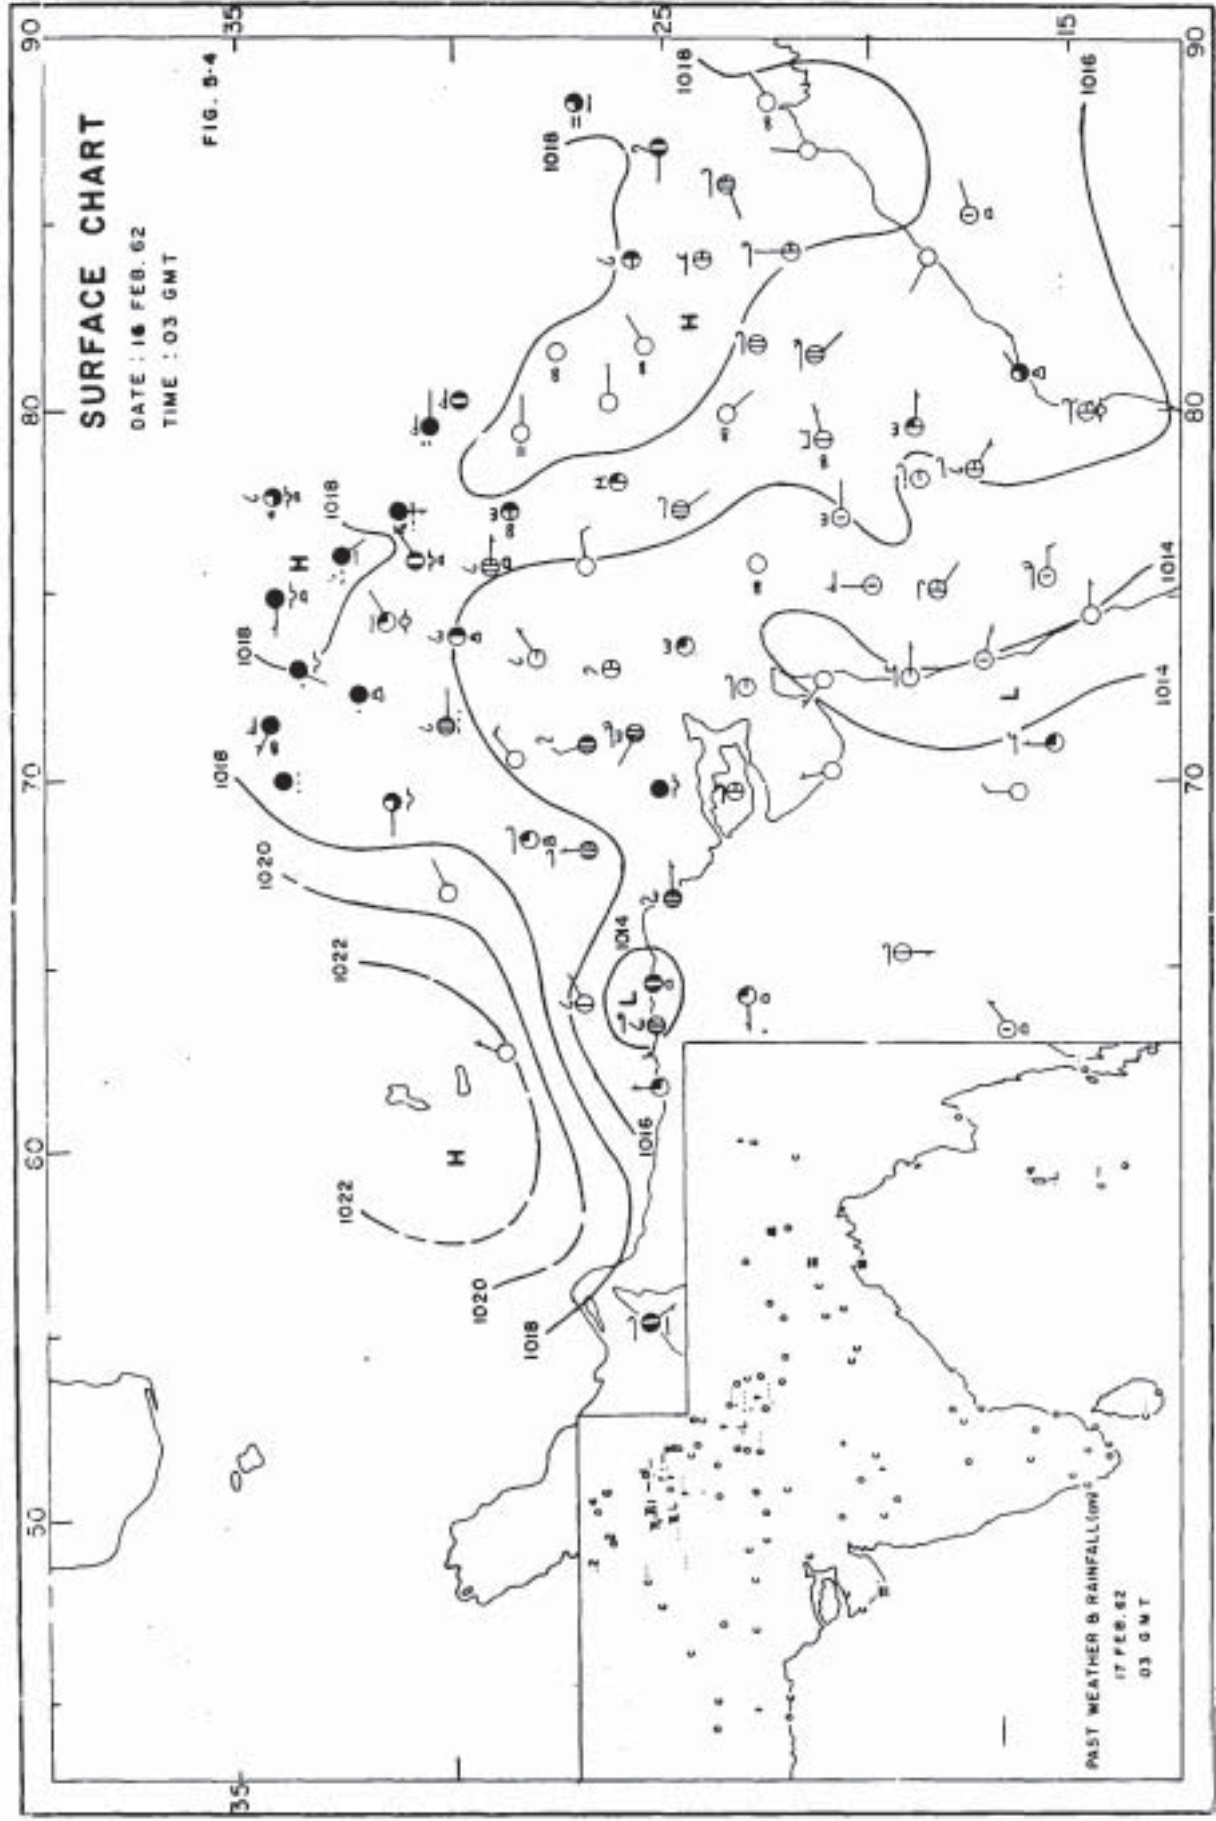 SURFACE CHART
DATE : 16 FEB. 62
TIME : 03 GMT
FIG. 5·4
90
80
70
60
50
35
25
15
90
80
70
35
1018
1018
1016
1018
1018
1018
1020
1022
1022
1020
1018
1016
1014
1014
1014
H
H
H
H
L
L
PAST WEATHER & RAINFALL (cm)
17 FEB. 62
03 GMT